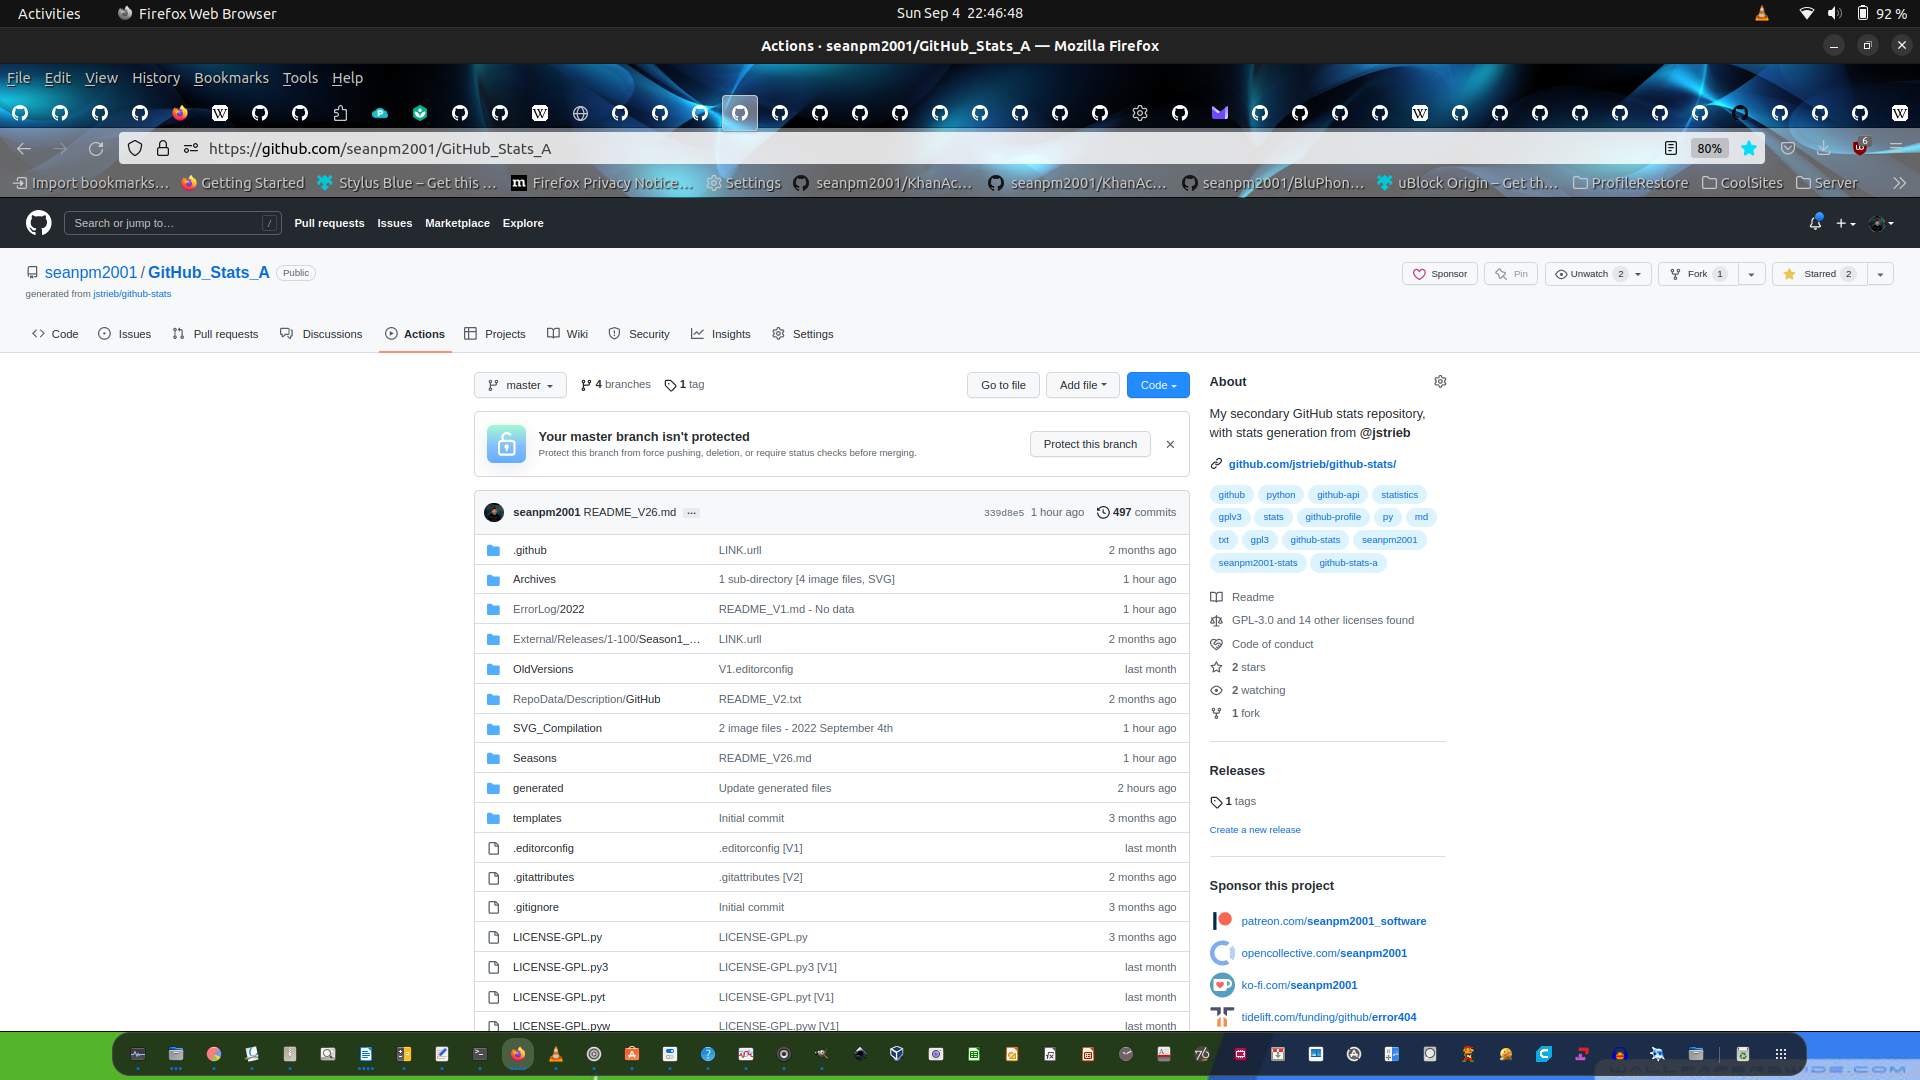 Activities Firefox Web Browser Sun Sep 4 22:46:48 92 %
Actions · seanpm2001/GitHub_Stats_A — Mozilla Firefox
File Edit View History Bookmarks Tools Help
https://github.com/seanpm2001/GitHub_Stats_A 80% 6
Import bookmarks… Getting Started Stylus Blue – Get this … Firefox Privacy Notice… Settings seanpm2001/KhanAc… seanpm2001/KhanAc… seanpm2001/BluPhon… uBlock Origin – Get th… ProfileRestore CoolSites Server
Search or jump to… / Pull requests Issues Marketplace Explore
seanpm2001 / GitHub_Stats_A Public Sponsor Pin Unwatch 2 Fork 1 Starred 2
generated from jstrieb/github-stats
Code Issues Pull requests Discussions Actions Projects Wiki Security Insights Settings
master 4 branches 1 tag Go to file Add file Code
Your master branch isn't protected
Protect this branch from force pushing, deletion, or require status checks before merging.
Protect this branch
seanpm2001 README_V26.md ... 339d8e5 1 hour ago 497 commits
.github LINK.urll 2 months ago
Archives 1 sub-directory [4 image files, SVG] 1 hour ago
ErrorLog/2022 README_V1.md - No data 1 hour ago
External/Releases/1-100/Season1_… LINK.urll 2 months ago
OldVersions V1.editorconfig last month
RepoData/Description/GitHub README_V2.txt 2 months ago
SVG_Compilation 2 image files - 2022 September 4th 1 hour ago
Seasons README_V26.md 1 hour ago
generated Update generated files 2 hours ago
templates Initial commit 3 months ago
.editorconfig .editorconfig [V1] last month
.gitattributes .gitattributes [V2] 2 months ago
.gitignore Initial commit 3 months ago
LICENSE-GPL.py LICENSE-GPL.py 3 months ago
LICENSE-GPL.py3 LICENSE-GPL.py3 [V1] last month
LICENSE-GPL.pyt LICENSE-GPL.pyt [V1] last month
LICENSE-GPL.pyw LICENSE-GPL.pyw [V1] last month
About
My secondary GitHub stats repository,
with stats generation from @jstrieb
github.com/jstrieb/github-stats/
github python github-api statistics
gplv3 stats github-profile py md
txt gpl3 github-stats seanpm2001
seanpm2001-stats github-stats-a
Readme
GPL-3.0 and 14 other licenses found
Code of conduct
2 stars
2 watching
1 fork
Releases
1 tags
Create a new release
Sponsor this project
patreon.com/seanpm2001_software
opencollective.com/seanpm2001
ko-fi.com/seanpm2001
tidelift.com/funding/github/error404
76
WALLPAPERSWIDE.COM